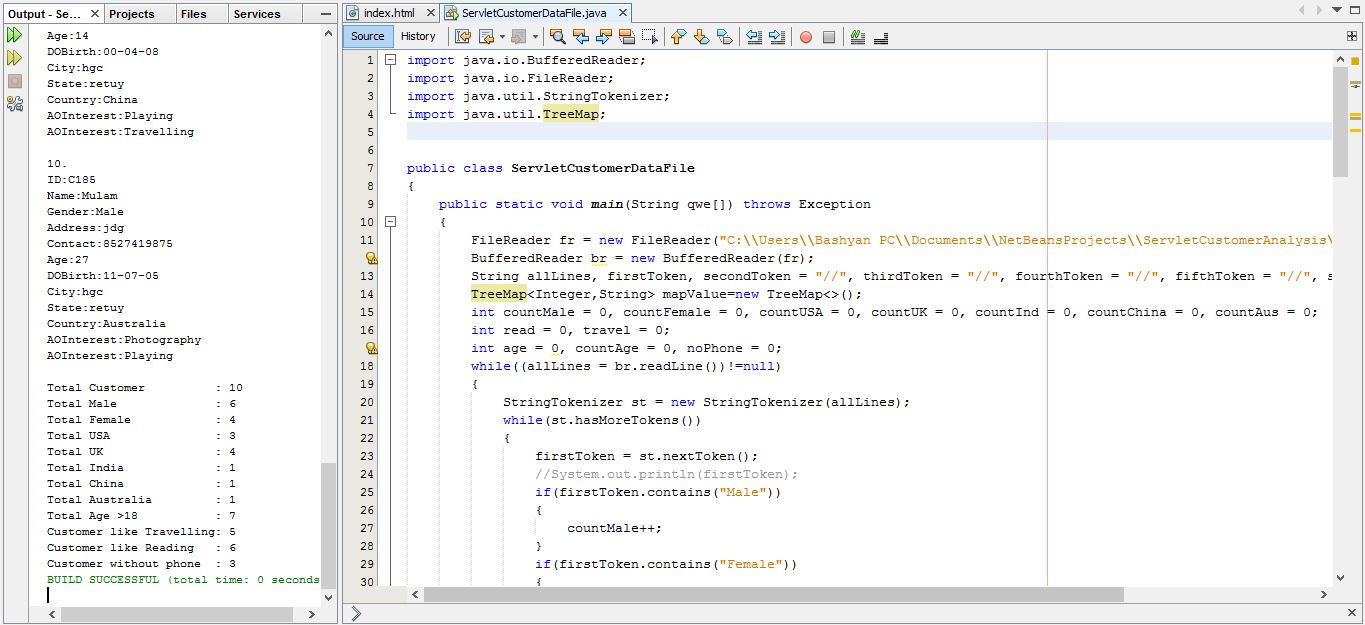 Output - Se...
Projects
Files
Services
Age:14
DOBirth:00-04-08
City:hgc
State:retuy
Country:China
AOInterest:Playing
AOInterest:Travelling
10.
ID:C185
Name:Mulam
Gender:Male
Address:jdg
Contact:8527419875
Age:27
DOBirth:11-07-05
City:hgc
State:retuy
Country:Australia
AOInterest:Photography
AOInterest:Playing
Total Customer : 10
Total Male : 6
Total Female : 4
Total USA : 3
Total UK : 4
Total India : 1
Total China : 1
Total Australia : 1
Total Age >18 : 7
Customer like Travelling: 5
Customer like Reading : 6
Customer without phone : 3
BUILD SUCCESSFUL (total time: 0 seconds
index.html
ServletCustomerDataFile.java
Source
History
1 import java.io.BufferedReader;
2 import java.io.FileReader;
3 import java.util.StringTokenizer;
4 import java.util.TreeMap;
5
6
7 public class ServletCustomerDataFile
8 {
9 public static void main(String qwe[]) throws Exception
10 {
11 FileReader fr = new FileReader("C:\\Users\\Bashyan PC\\Documents\\NetBeansProjects\\ServletCustomerAnalysis\
BufferedReader br = new BufferedReader(fr);
13 String allLines, firstToken, secondToken = "//", thirdToken = "//", fourthToken = "//", fifthToken = "//", s
14 TreeMap<Integer,String> mapValue=new TreeMap<>();
15 int countMale = 0, countFemale = 0, countUSA = 0, countUK = 0, countInd = 0, countChina = 0, countAus = 0;
16 int read = 0, travel = 0;
int age = 0, countAge = 0, noPhone = 0;
18 while((allLines = br.readLine())!=null)
19 {
20 StringTokenizer st = new StringTokenizer(allLines);
21 while(st.hasMoreTokens())
22 {
23 firstToken = st.nextToken();
24 //System.out.println(firstToken);
25 if(firstToken.contains("Male"))
26 {
27 countMale++;
28 }
29 if(firstToken.contains("Female"))
30 {